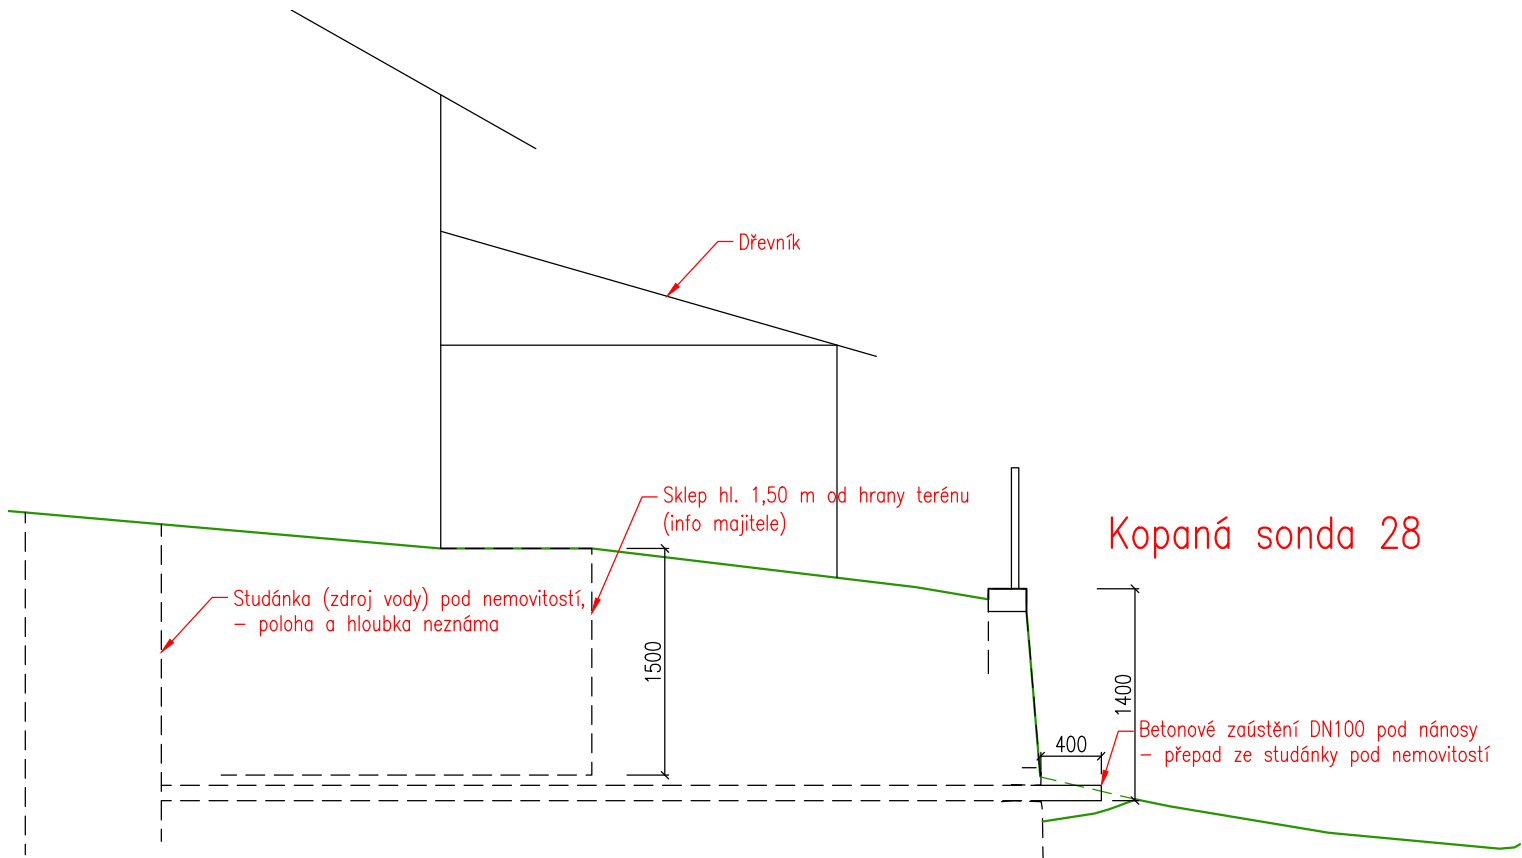 Dřevník
Sklep hl. 1,50 m od hrany terénu
(info majitele)
Kopaná sonda 28
Studánka (zdroj vody) pod nemovitostí,
– poloha a hloubka neznáma
1500
1400
Betonové zaústění DN100 pod nánosy
– přepad ze studánky pod nemovitostí
400